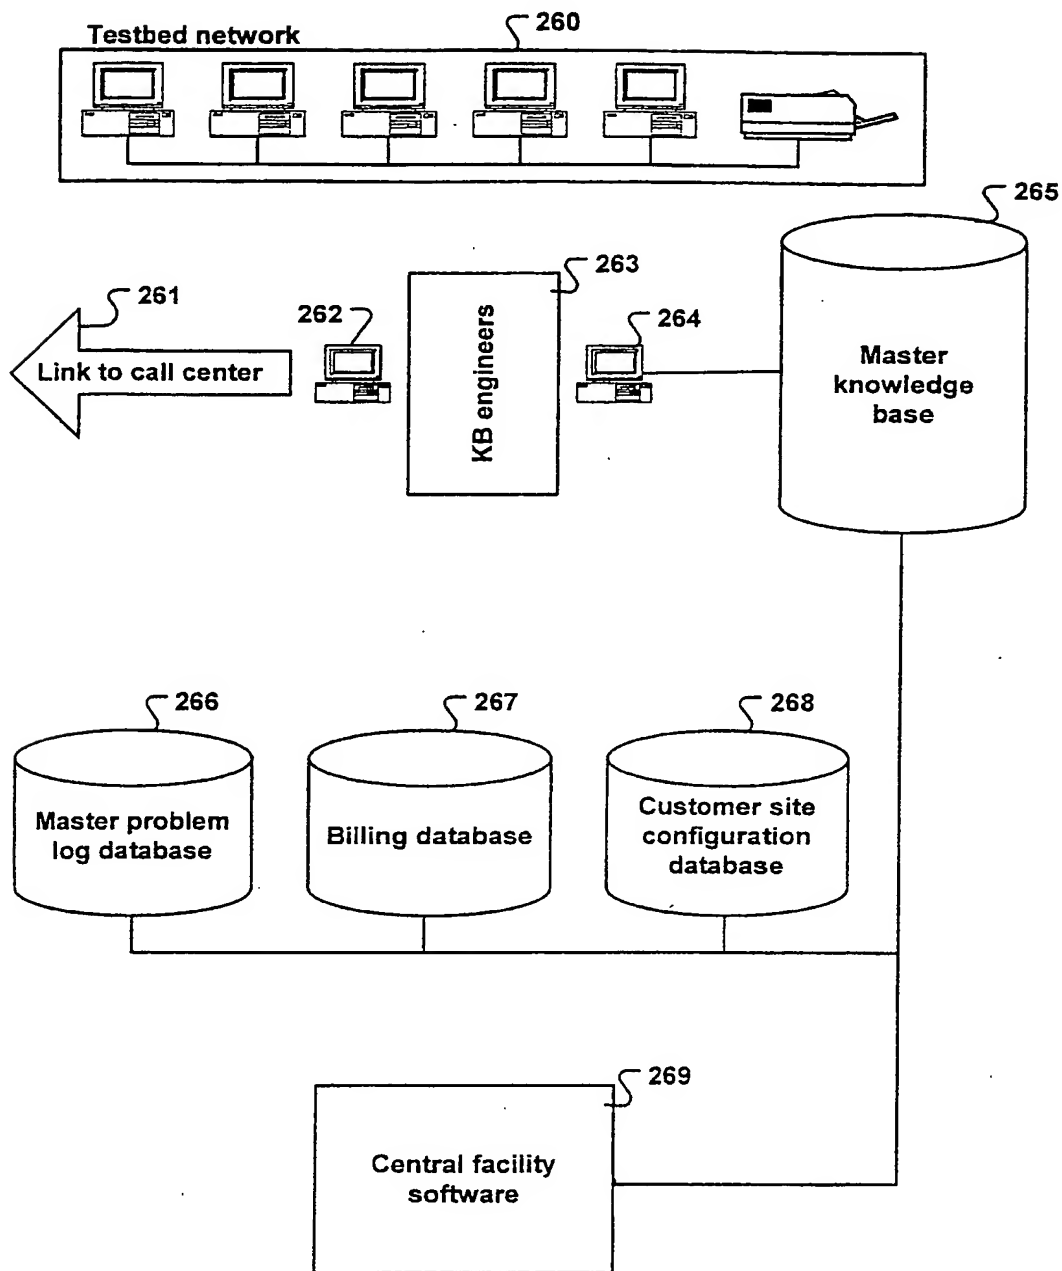 Testbed network
260
265
261
262
263
264
Link to call center
KB engineers
Master
knowledge
base
266
267
268
Master problem
log database
Billing database
Customer site
configuration
database
269
Central facility
software